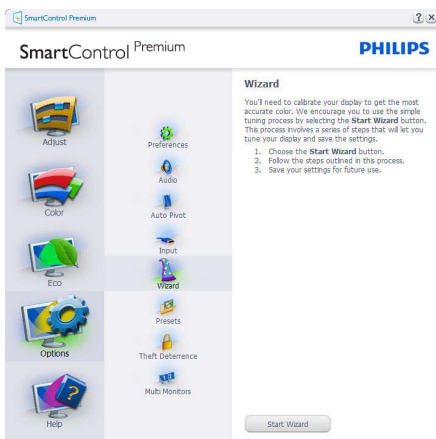 SmartControl Premium
SmartControl Premium
PHILIPS
Adjust
Color
Eco
Options
Help
Preferences
Audio
Auto Pivot
Input
Wizard
Presets
Theft Deterrence
Multi Monitors
Wizard
You'll need to calibrate your display to get the most
accurate color. We encourage you to use the simple
tuning process by selecting the Start Wizard button.
This process involves a series of steps that will let you
tune your display and save the settings.
1. Choose the Start Wizard button.
2. Follow the steps outlined in this process.
3. Save your settings for future use.
Start Wizard